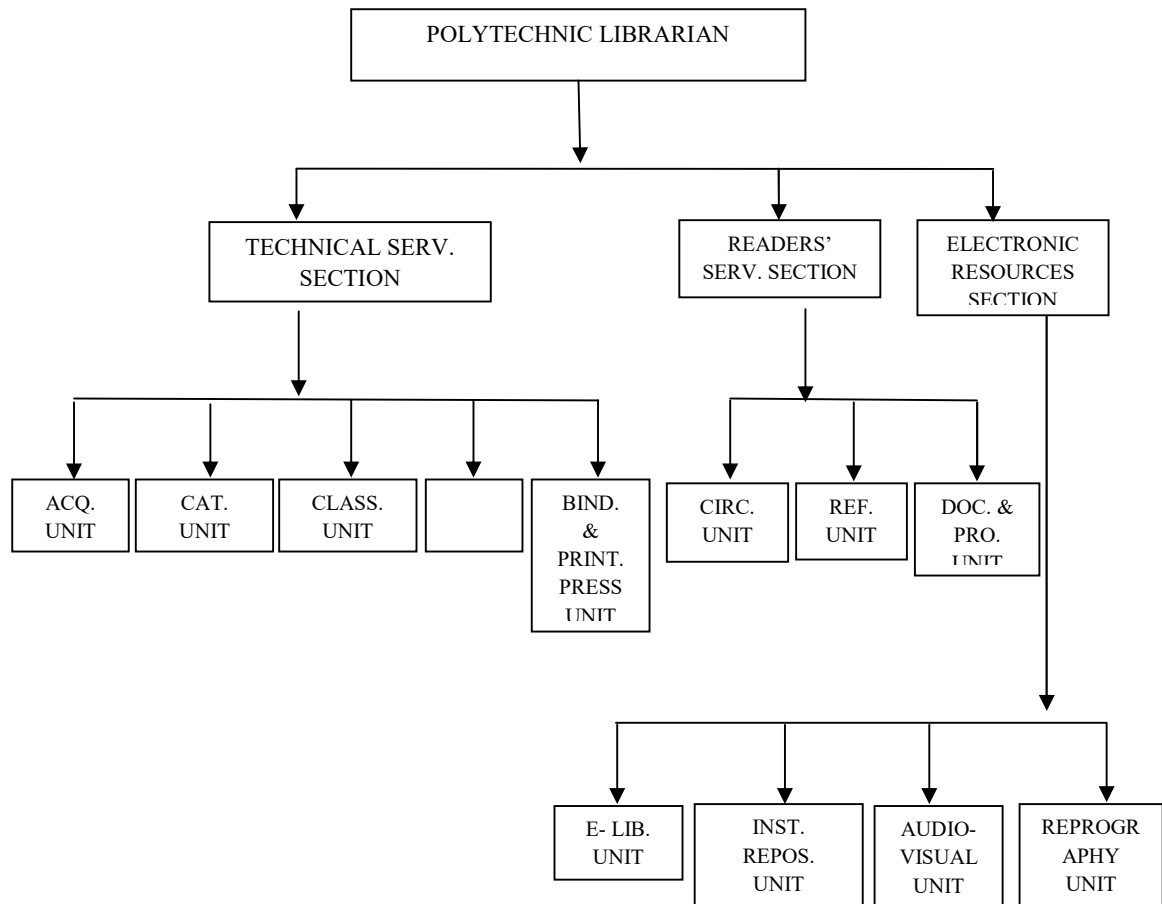 POLYTECHNIC LIBRARIAN
TECHNICAL SERV.
SECTION
READERS'
SERV. SECTION
ELECTRONIC
RESOURCES
SECTION
ACQ.
UNIT
CAT.
UNIT
CLASS.
UNIT
BIND.
&
PRINT.
PRESS
UNIT
CIRC.
UNIT
REF.
UNIT
DOC. &
PRO.
UNIT
E- LIB.
UNIT
INST.
REPOS.
UNIT
AUDIO-
VISUAL
UNIT
REPROGR
APHY
UNIT